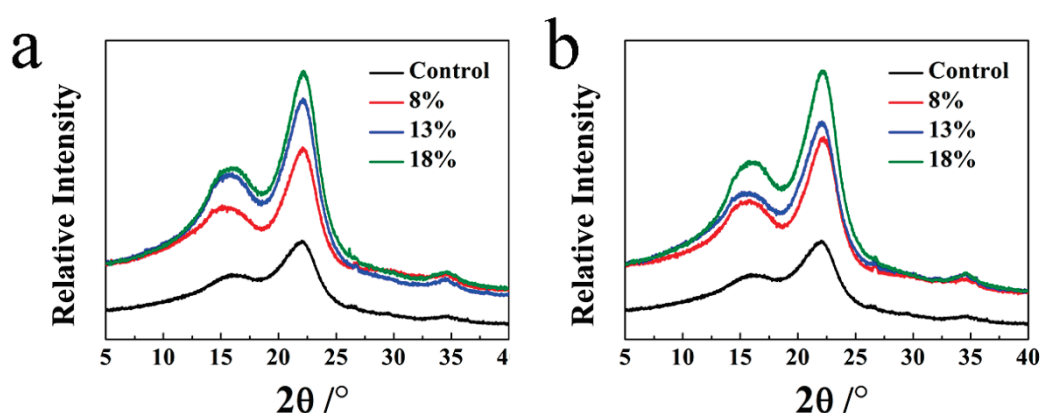 a
Relative Intensity
Control
8%
13%
18%
5 10 15 20 25 30 35 40
2θ /°
b
Relative Intensity
Control
8%
13%
18%
5 10 15 20 25 30 35 40
2θ /°